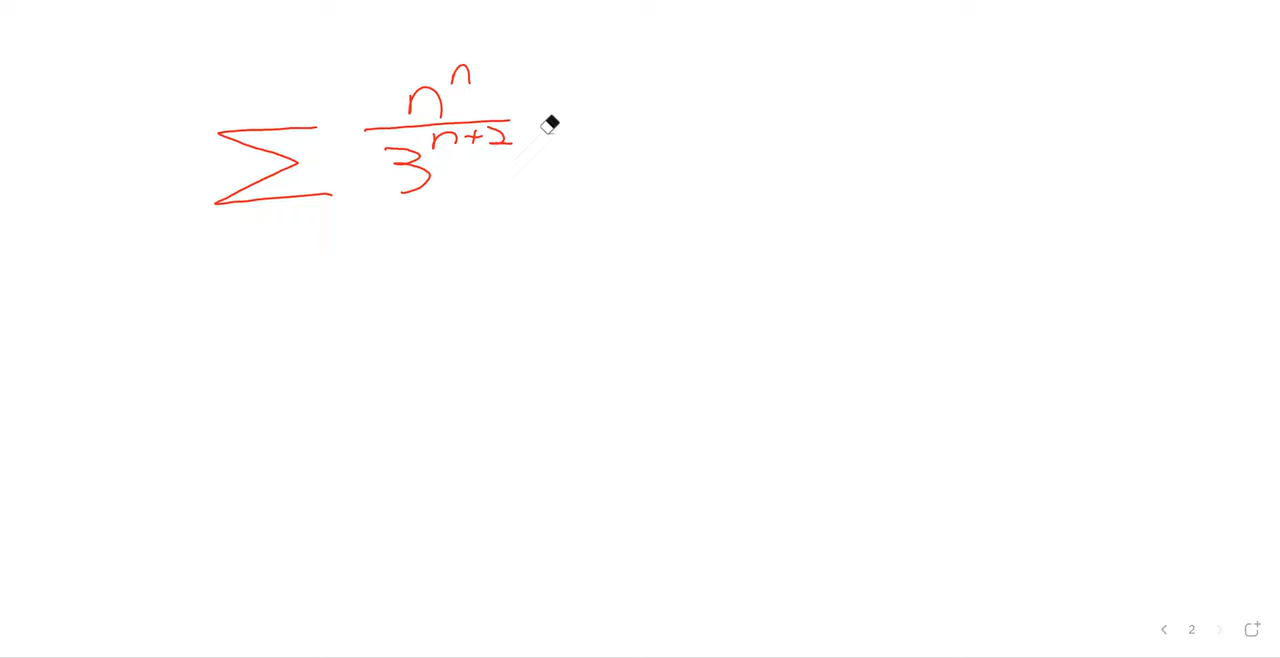 ∑ n^n / 3^(n+2)
2